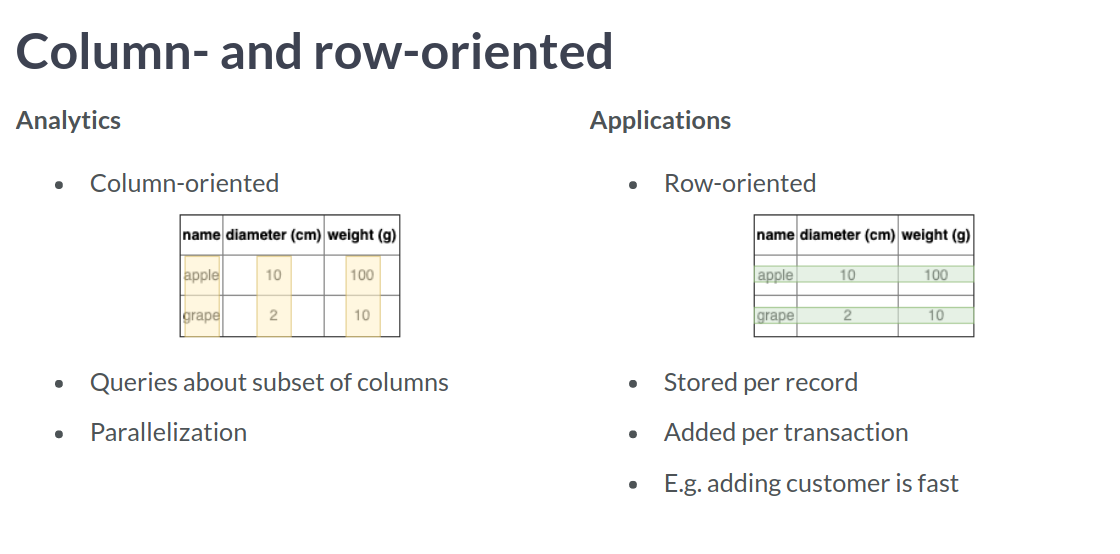 Column- and row-oriented
Analytics
Column-oriented
name diameter (cm) weight (g)
apple 10 100
grape 2 10
Queries about subset of columns
Parallelization
Applications
Row-oriented
name diameter (cm) weight (g)
apple 10 100
grape 2 10
Stored per record
Added per transaction
E.g. adding customer is fast